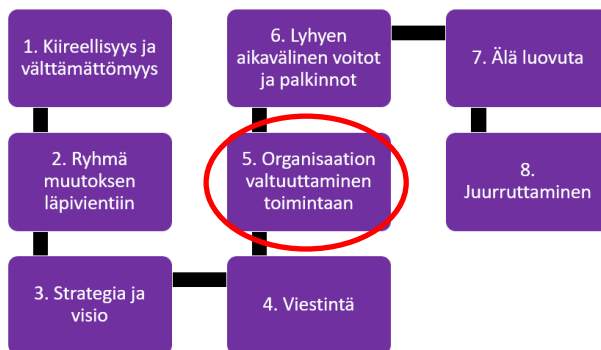 1. Kiireellisyys ja
välttämättömyys
2. Ryhmä
muutoksen
läpivientiin
3. Strategia ja
visio
4. Viestintä
5. Organisaation
valtuuttaminen
toimintaan
6. Lyhyen
aikavälinen voitot
ja palkinnot
7. Älä luovuta
8.
Juurruttaminen